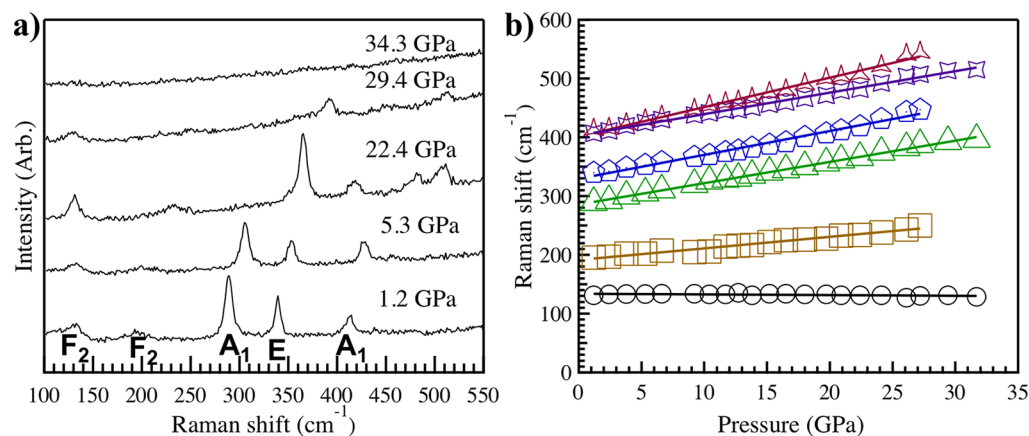 a)
34.3 GPa
29.4 GPa
22.4 GPa
5.3 GPa
1.2 GPa
F2 F2 A1 E A1
100 150 200 250 300 350 400 450 500 550
Raman shift (cm-1)
Intensity (Arb.)
b)
600
500
400
300
200
100
0
0 5 10 15 20 25 30 35
Pressure (GPa)
Raman shift (cm-1)